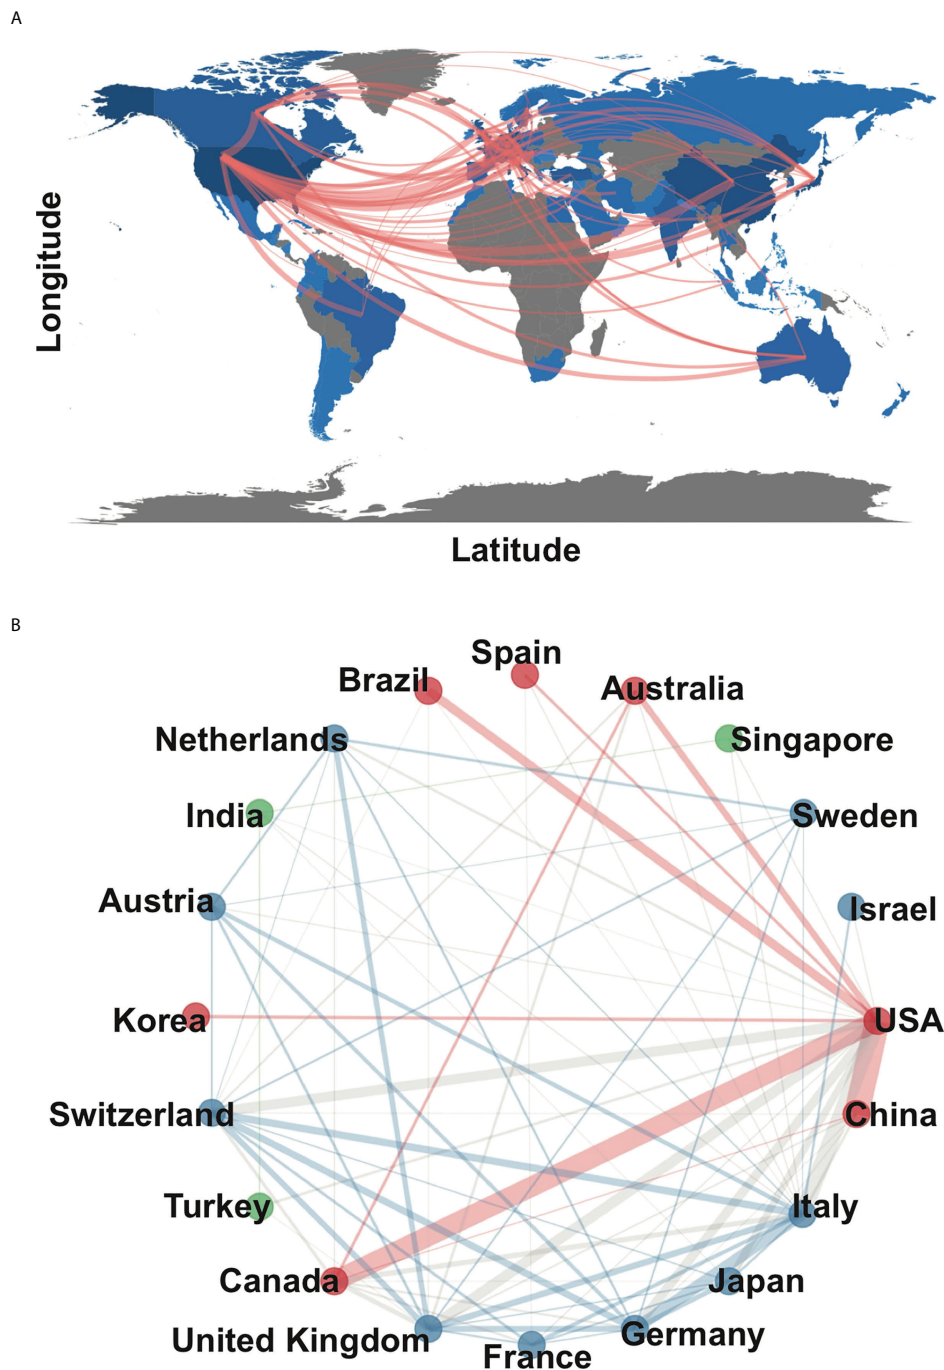 A
Longitude
Latitude
B
Spain
Brazil
Australia
Netherlands
Singapore
India
Sweden
Austria
Israel
Korea
USA
Switzerland
China
Turkey
Italy
Canada
Japan
United Kingdom
Germany
France